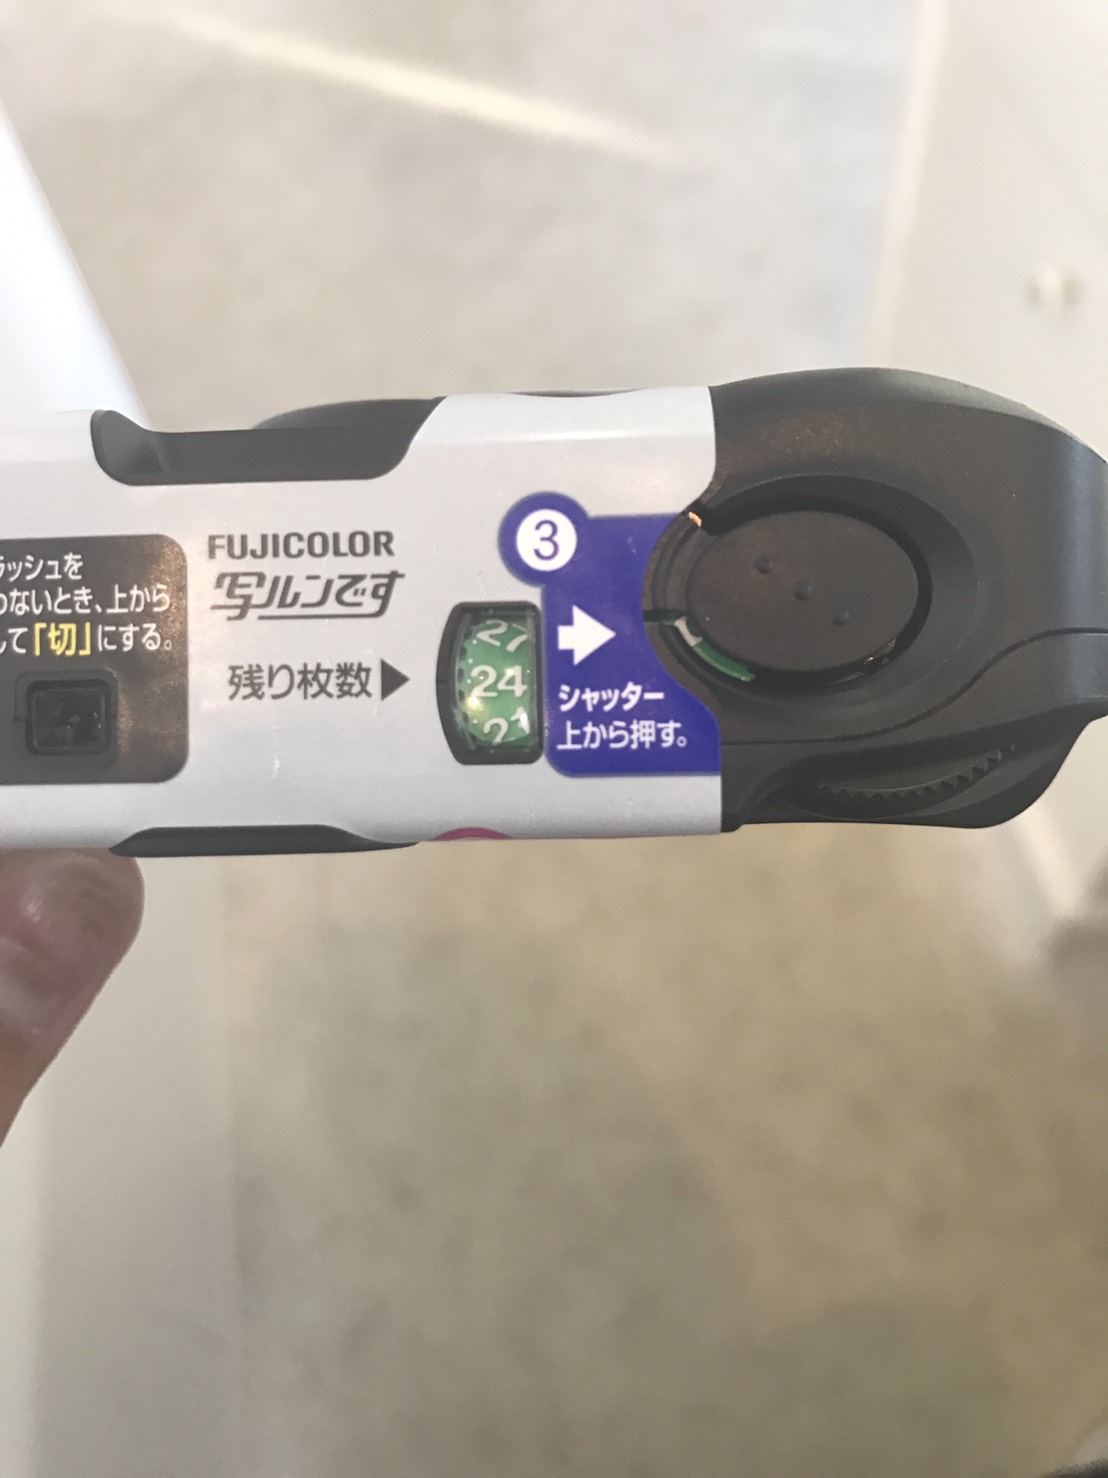 ラッシュを
わないとき、上から
して「切」にする。
FUJICOLOR
写ルンです
残り枚数▶
27
24
21
3
シャッター
上から押す。